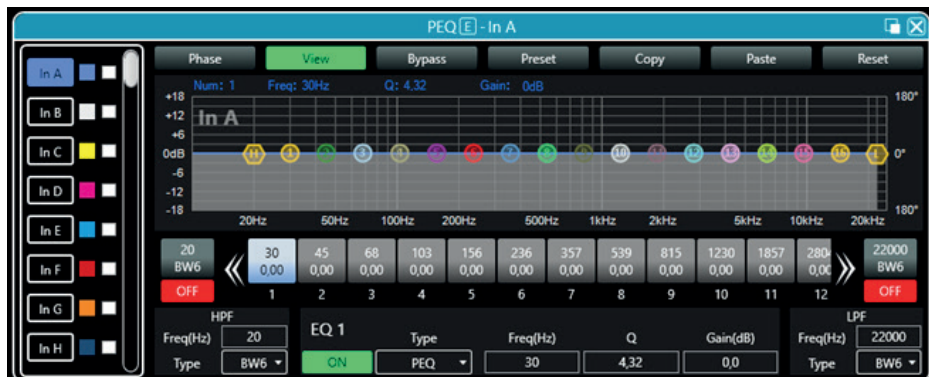 PEQ E - In A
In A
In B
In C
In D
In E
In F
In G
In H
Phase View Bypass Preset Copy Paste Reset
Num: 1 Freq: 30Hz Q: 4,32 Gain: 0dB
In A
+18 180°
+12
+6
0dB 0°
-6
-12
-18 180°
H 1 2 3 4 5 6 7 8 9 10 11 12 13 14 15 16 L
20Hz 50Hz 100Hz 200Hz 500Hz 1kHz 2kHz 5kHz 10kHz 20kHz
20 30 45 68 103 156 236 357 539 815 1230 1857 280 22000
BW6 0,00 0,00 0,00 0,00 0,00 0,00 0,00 0,00 0,00 0,00 0,00 0,00 BW6
OFF 1 2 3 4 5 6 7 8 9 10 11 12 OFF
HPF
Freq(Hz) 20
Type BW6
EQ 1 Type Freq(Hz) Q Gain(dB)
ON PEQ 30 4,32 0,0
LPF
Freq(Hz) 22000
Type BW6